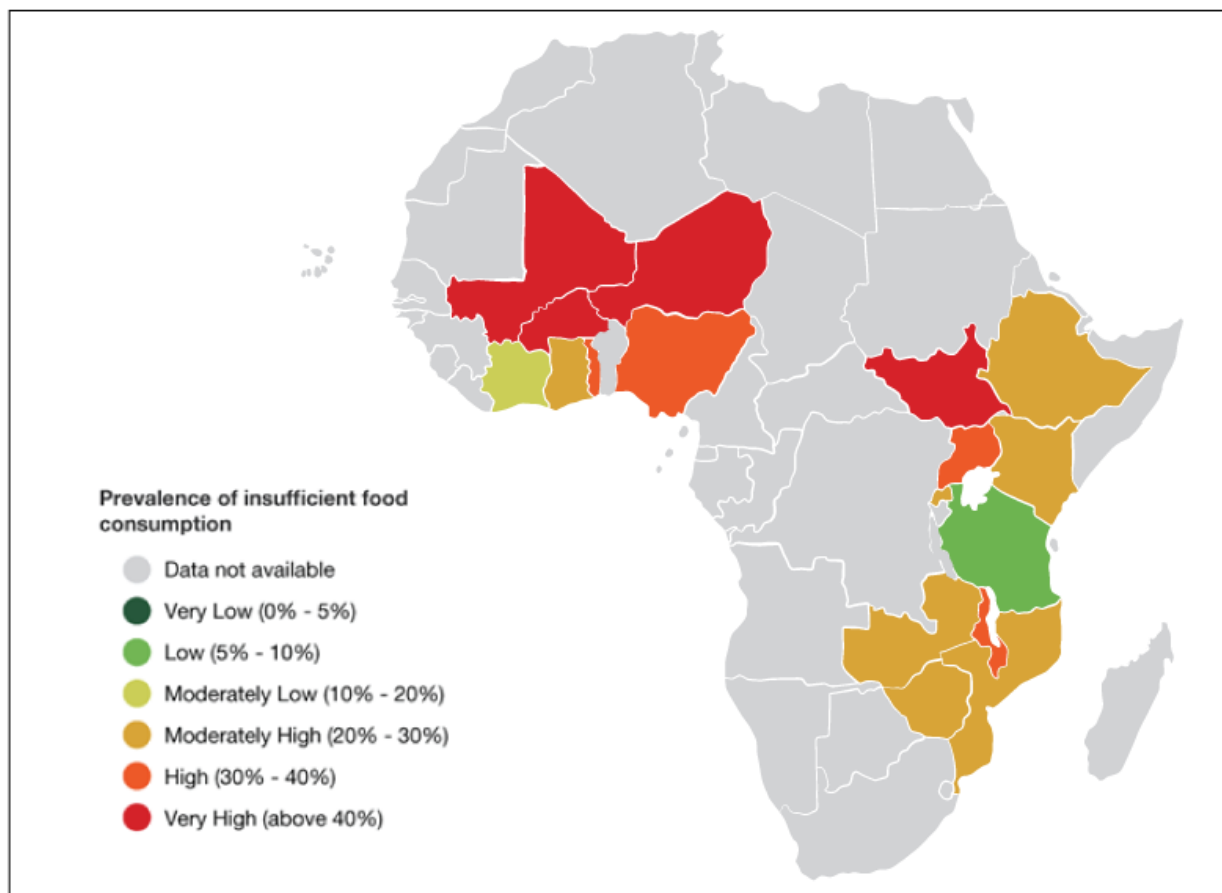 Prevalence of insufficient food
consumption
Data not available
Very Low (0% - 5%)
Low (5% - 10%)
Moderately Low (10% - 20%)
Moderately High (20% - 30%)
High (30% - 40%)
Very High (above 40%)